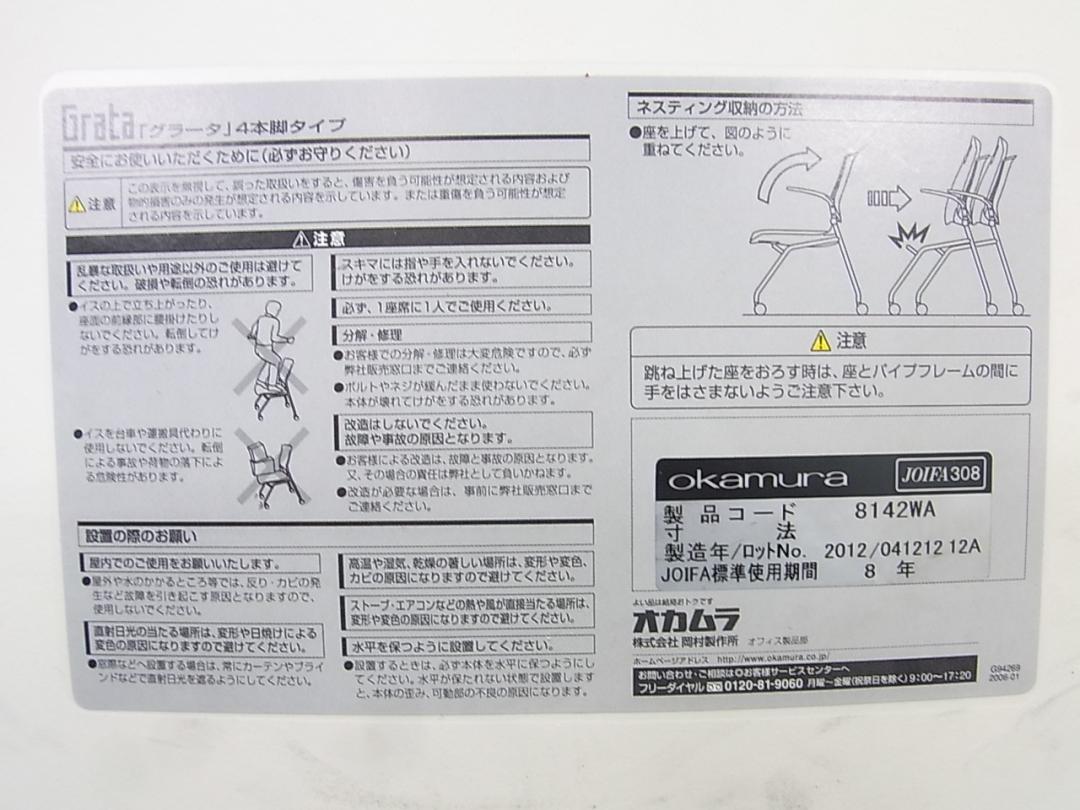 Grata「グラータ」4本脚タイプ
安全にお使いいただくために(必ずお守りください)
注意
この表示を無視して、誤った取扱いをすると、傷害を負う可能性が想定される内容および
物的損害のみの発生が想定される内容を示しています。または重傷を負う可能性が想定
される内容を示しています。
注意
乱暴な取扱いや用途以外のご使用は避けて
ください。破損や転倒の恐れがあります。
●イスの上で立ち上がったり、
座面の前縁部に腰掛けたりし
ないでください。転倒してけ
がをする恐れがあります。
●イスを台車や運搬具代わりに
使用しないでください。転倒
による事故や荷物の落下によ
る危険性があります。
スキマには指や手を入れないでください。
けがをする恐れがあります。
必ず、1座席に1人でご使用ください。
分解・修理
●お客様での分解・修理は大変危険ですので、必ず
弊社販売窓口までご連絡ください。
●ボルトやネジが緩んだまま使わないでください。
本体が壊れてけがをする恐れがあります。
改造はしないでください。
故障や事故の原因となります。
●お客様による改造は、故障と事故の原因となります。
又、その場合の責任は弊社として負いかねます。
●改造が必要な場合は、事前に弊社販売窓口まで
ご連絡ください。
設置の際のお願い
屋内でのご使用をお願いいたします。
●屋外や水のかかるところ等では、反り・カビの発
生など故障を引き起こす原因となりますので、
使用しないでください。
直射日光の当たる場所は、変形や日焼けによる
変色の原因になりますので避けてください。
●窓際などへ設置する場合は、常にカーテンやブライ
ンドなどで直射日光を遮るようにしてください。
高温や湿気、乾燥の著しい場所は、変形や変色、
カビの原因になりますので避けてください。
ストーブ・エアコンなどの熱や風が直接当たる場所は、
変形や変色の原因になりますので避けてください。
水平を保つように設置してください。
●設置するときは、必ず本体を水平に保つようにし
てください。水平が保たれない状態で設置します
と、本体の歪み、可動部の不良の原因になります。
ネスティング収納の方法
●座を上げて、図のように
重ねてください。
注意
跳ね上げた座をおろす時は、座とパイプフレームの間に
手をはさまないようご注意下さい。
okamura JOIFA308
製品コード 8142WA
寸法
製造年/ロットNo. 2012/041212 12A
JOIFA標準使用期間 8 年
よい品は結局おトクです
オカムラ
株式会社 岡村製作所 オフィス製品部
ホームページアドレス http://www.okamura.co.jp/
お問い合わせ・ご相談はお客様サービスセンターへ
フリーダイヤル 0120-81-9060 月曜〜金曜(祝祭日を除く)9:00〜17:20
G94269
2006-01